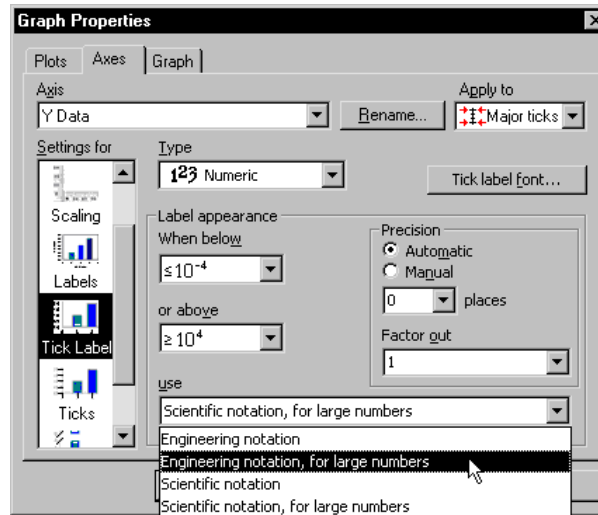 Graph Properties
Plots Axes Graph
Axis
Apply to
Y Data
Rename...
Major ticks
Settings for
Type
123 Numeric
Tick label font...
Scaling
Labels
Tick Label
Ticks
Label appearance
When below
≤10⁻⁴
or above
≥ 10⁴
Precision
Automatic
Manual
0 places
Factor out
1
use
Scientific notation, for large numbers
Engineering notation
Engineering notation, for large numbers
Scientific notation
Scientific notation, for large numbers